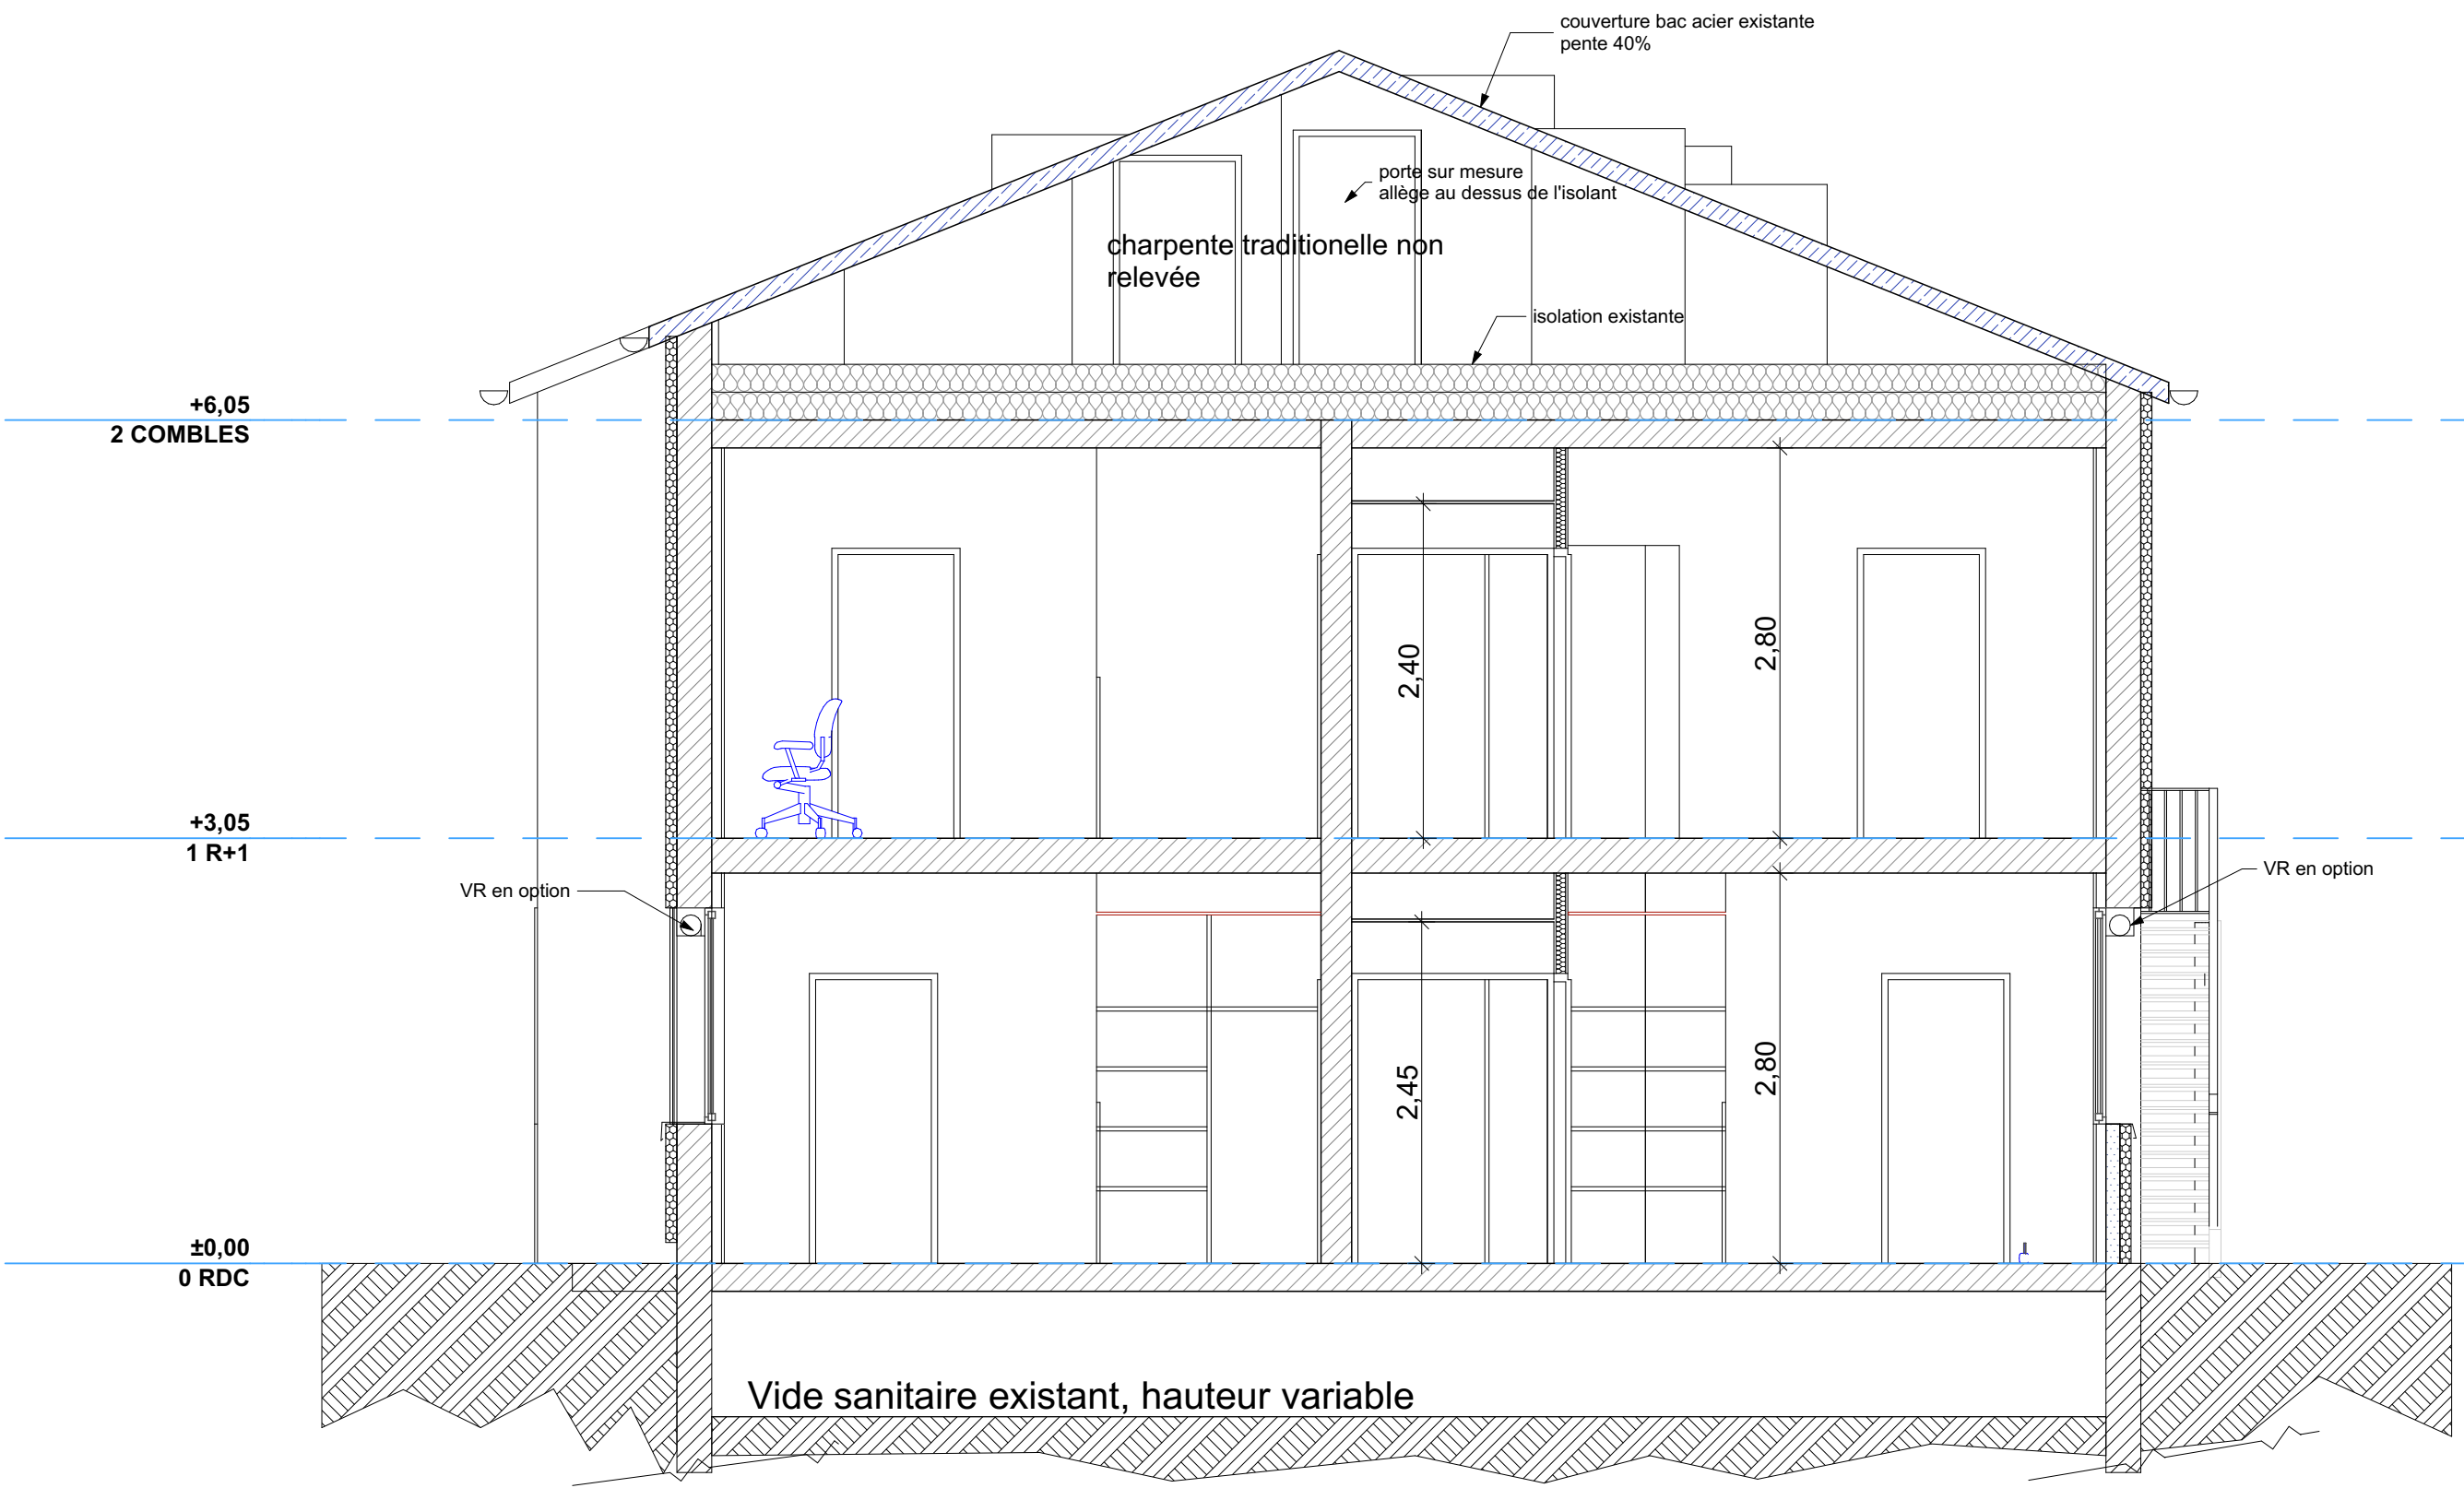 couverture bac acier existante
pente 40%
porte sur mesure
allège au dessus de l'isolant
charpente traditionelle non
relevée
isolation existante
+6,05
2 COMBLES
2,40
2,80
+3,05
1 R+1
VR en option
VR en option
2,45
2,80
±0,00
0 RDC
Vide sanitaire existant, hauteur variable